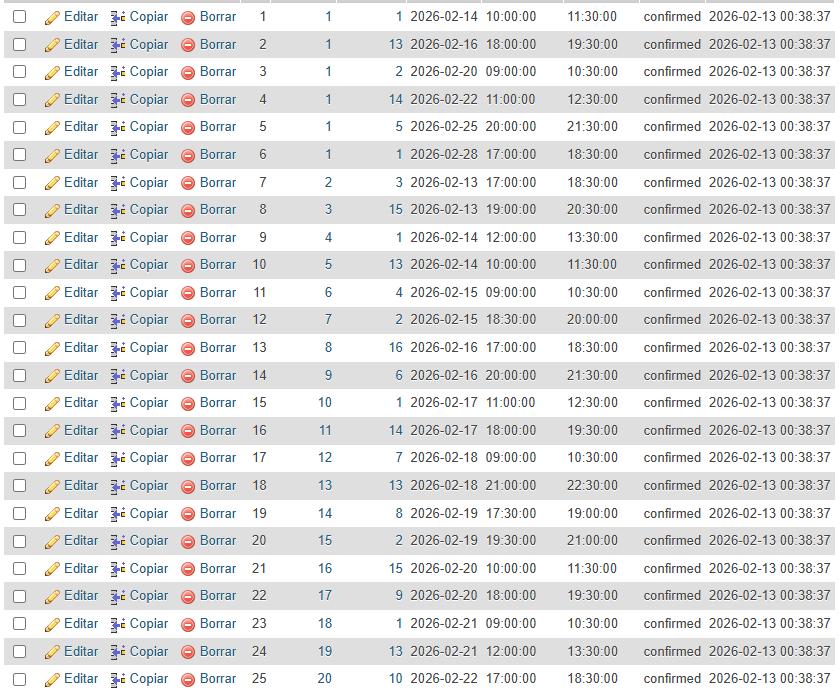 Editar Copiar Borrar 1 1 1 2026-02-14 10:00:00 11:30:00 confirmed 2026-02-13 00:38:37
Editar Copiar Borrar 2 1 13 2026-02-16 18:00:00 19:30:00 confirmed 2026-02-13 00:38:37
Editar Copiar Borrar 3 1 2 2026-02-20 09:00:00 10:30:00 confirmed 2026-02-13 00:38:37
Editar Copiar Borrar 4 1 14 2026-02-22 11:00:00 12:30:00 confirmed 2026-02-13 00:38:37
Editar Copiar Borrar 5 1 5 2026-02-25 20:00:00 21:30:00 confirmed 2026-02-13 00:38:37
Editar Copiar Borrar 6 1 1 2026-02-28 17:00:00 18:30:00 confirmed 2026-02-13 00:38:37
Editar Copiar Borrar 7 2 3 2026-02-13 17:00:00 18:30:00 confirmed 2026-02-13 00:38:37
Editar Copiar Borrar 8 3 15 2026-02-13 19:00:00 20:30:00 confirmed 2026-02-13 00:38:37
Editar Copiar Borrar 9 4 1 2026-02-14 12:00:00 13:30:00 confirmed 2026-02-13 00:38:37
Editar Copiar Borrar 10 5 13 2026-02-14 10:00:00 11:30:00 confirmed 2026-02-13 00:38:37
Editar Copiar Borrar 11 6 4 2026-02-15 09:00:00 10:30:00 confirmed 2026-02-13 00:38:37
Editar Copiar Borrar 12 7 2 2026-02-15 18:30:00 20:00:00 confirmed 2026-02-13 00:38:37
Editar Copiar Borrar 13 8 16 2026-02-16 17:00:00 18:30:00 confirmed 2026-02-13 00:38:37
Editar Copiar Borrar 14 9 6 2026-02-16 20:00:00 21:30:00 confirmed 2026-02-13 00:38:37
Editar Copiar Borrar 15 10 1 2026-02-17 11:00:00 12:30:00 confirmed 2026-02-13 00:38:37
Editar Copiar Borrar 16 11 14 2026-02-17 18:00:00 19:30:00 confirmed 2026-02-13 00:38:37
Editar Copiar Borrar 17 12 7 2026-02-18 09:00:00 10:30:00 confirmed 2026-02-13 00:38:37
Editar Copiar Borrar 18 13 13 2026-02-18 21:00:00 22:30:00 confirmed 2026-02-13 00:38:37
Editar Copiar Borrar 19 14 8 2026-02-19 17:30:00 19:00:00 confirmed 2026-02-13 00:38:37
Editar Copiar Borrar 20 15 2 2026-02-19 19:30:00 21:00:00 confirmed 2026-02-13 00:38:37
Editar Copiar Borrar 21 16 15 2026-02-20 10:00:00 11:30:00 confirmed 2026-02-13 00:38:37
Editar Copiar Borrar 22 17 9 2026-02-20 18:00:00 19:30:00 confirmed 2026-02-13 00:38:37
Editar Copiar Borrar 23 18 1 2026-02-21 09:00:00 10:30:00 confirmed 2026-02-13 00:38:37
Editar Copiar Borrar 24 19 13 2026-02-21 12:00:00 13:30:00 confirmed 2026-02-13 00:38:37
Editar Copiar Borrar 25 20 10 2026-02-22 17:00:00 18:30:00 confirmed 2026-02-13 00:38:37